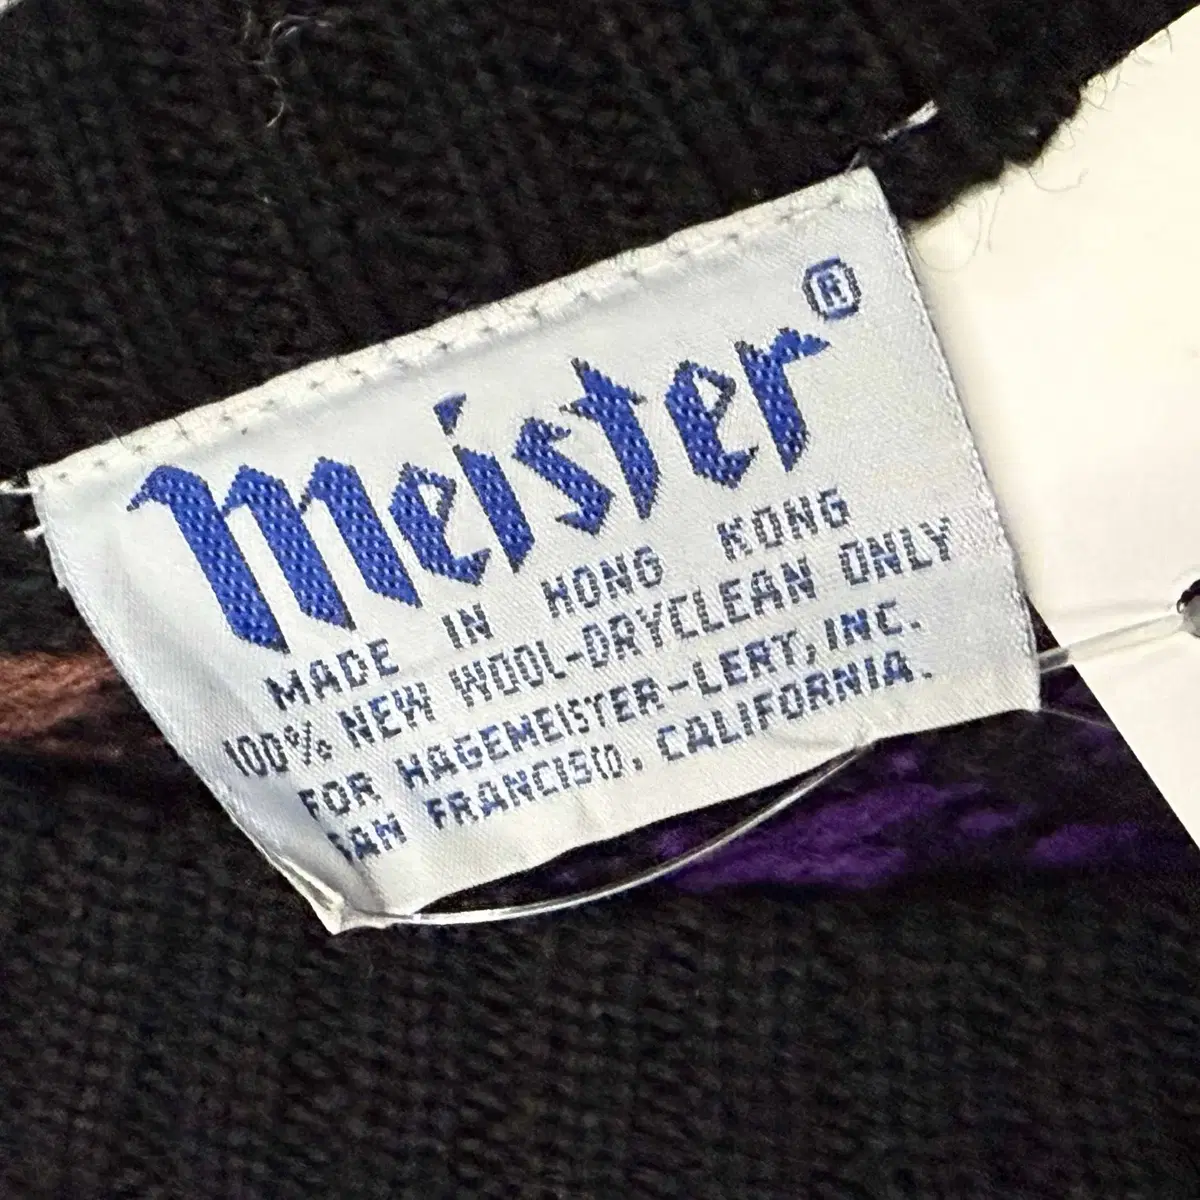 Meister®
MADE IN HONG KONG
100% NEW WOOL-DRYCLEAN ONLY
FOR HAGEMEISTER-LERT, INC.
SAN FRANCISCO, CALIFORNIA.